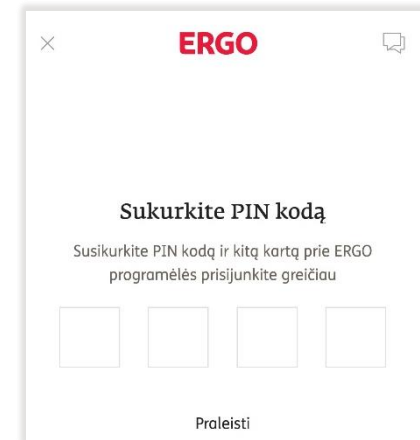 ERGO
Sukurkite PIN kodą
Susikurkite PIN kodą ir kitą kartą prie ERGO
programėlės prisijunkite greičiau
Praleisti